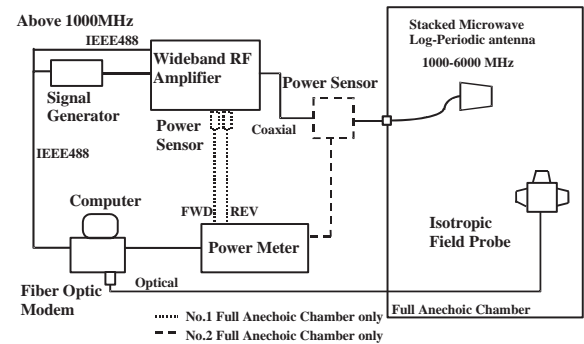 Above 1000MHz
IEEE488
Wideband RF
Amplifier
Signal
Generator
Power
Sensor
Power Sensor
Coaxial
Stacked Microwave
Log-Periodic antenna
1000-6000 MHz
IEEE488
Computer
FWD
REV
Power Meter
Isotropic
Field Probe
Fiber Optic
Modem
Optical
Full Anechoic Chamber
No.1 Full Anechoic Chamber only
No.2 Full Anechoic Chamber only